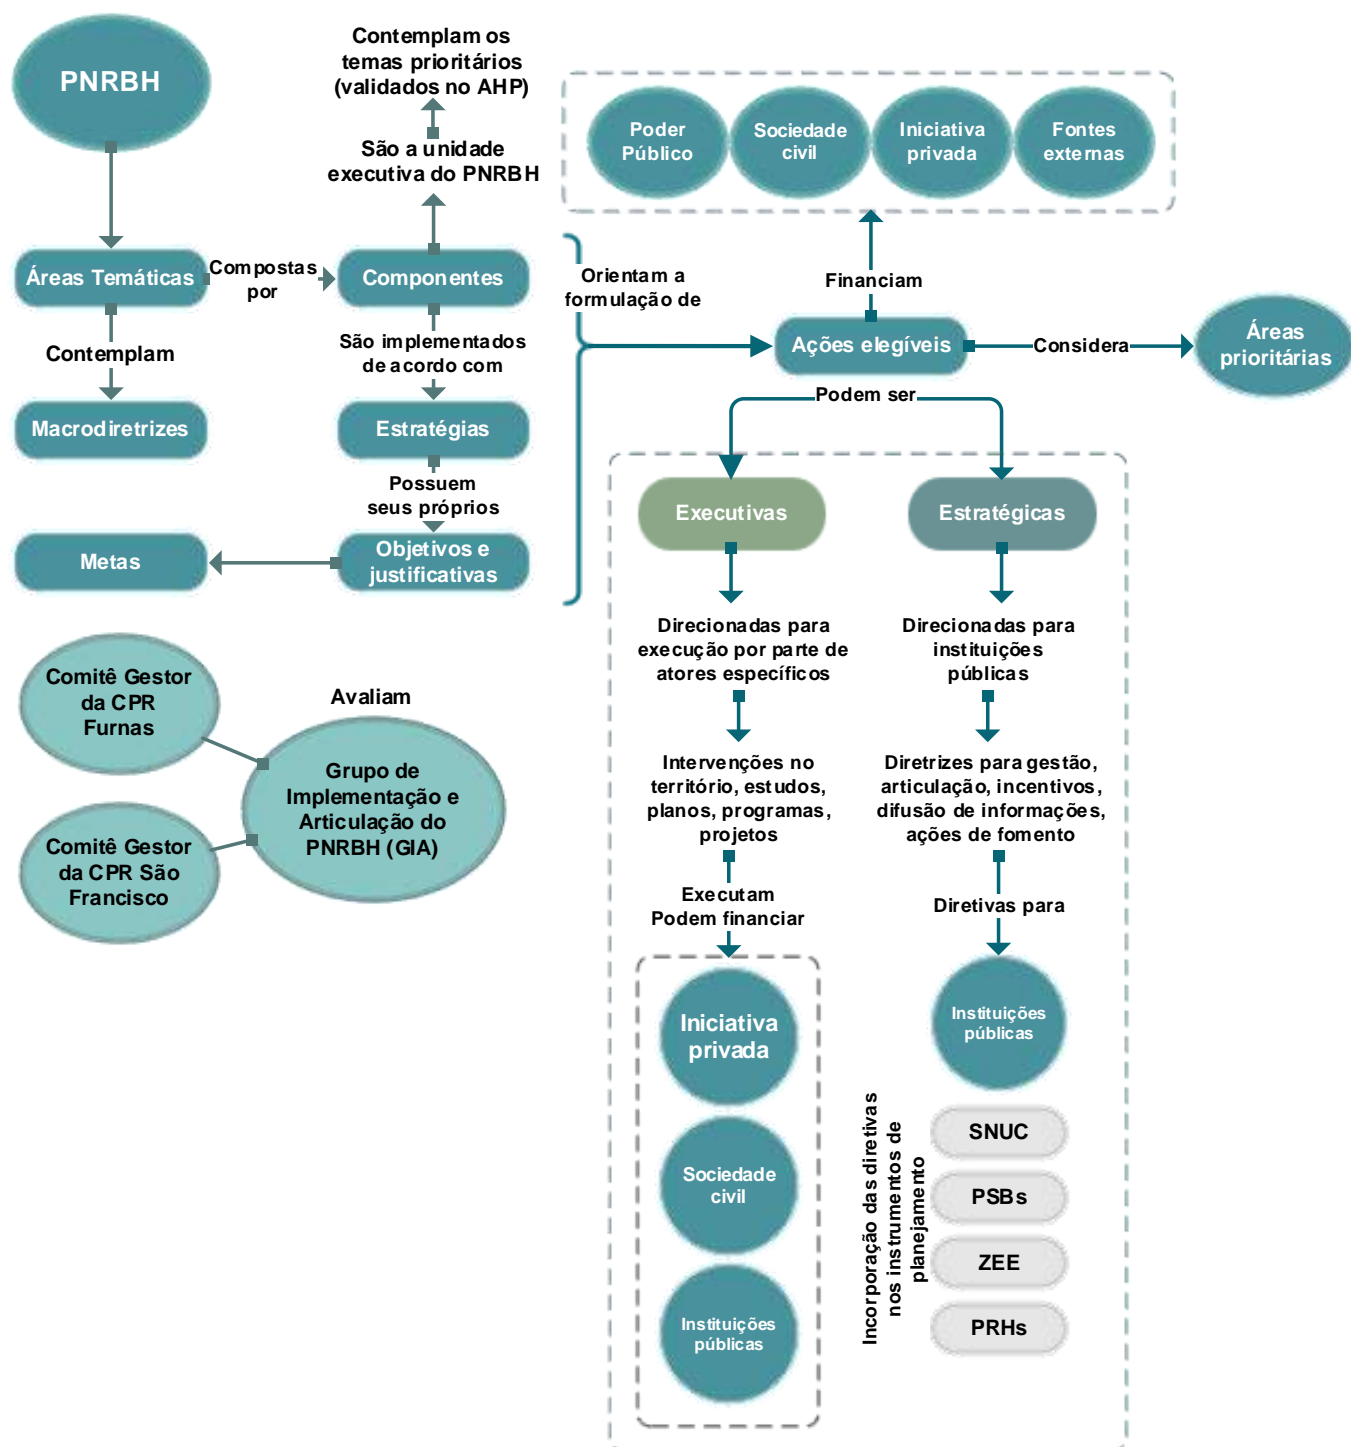 PNRBH
Contemplam os
temas prioritários
(validados no AHP)
São a unidade
executiva do PNRBH
Poder
Público
Sociedade
civil
Iniciativa
privada
Fontes
externas
Áreas Temáticas
Compostas
por
Componentes
Orientam a
formulação de
Financiam
Contemplam
São implementados
de acordo com
Ações elegíveis
Considera
Áreas
prioritárias
Podem ser
Macrodiretrizes
Estratégias
Possuem
seus próprios
Executivas
Estratégicas
Metas
Objetivos e
justificativas
Direcionadas para
execução por parte de
atores específicos
Direcionadas para
instituições
públicas
Comitê Gestor
da CPR
Furnas
Avaliam
Grupo de
Implementação e
Articulação do
PNRBH (GIA)
Comitê Gestor
da CPR São
Francisco
Intervenções no
território, estudos,
planos, programas,
projetos
Diretrizes para gestão,
articulação, incentivos,
difusão de informações,
ações de fomento
Executam
Podem financiar
Diretivas para
Iniciativa
privada
Sociedade
civil
Instituições
públicas
Instituições
públicas
Incorporação das diretivas
nos instrumentos de
planejamento
SNUC
PSBs
ZEE
PRHs